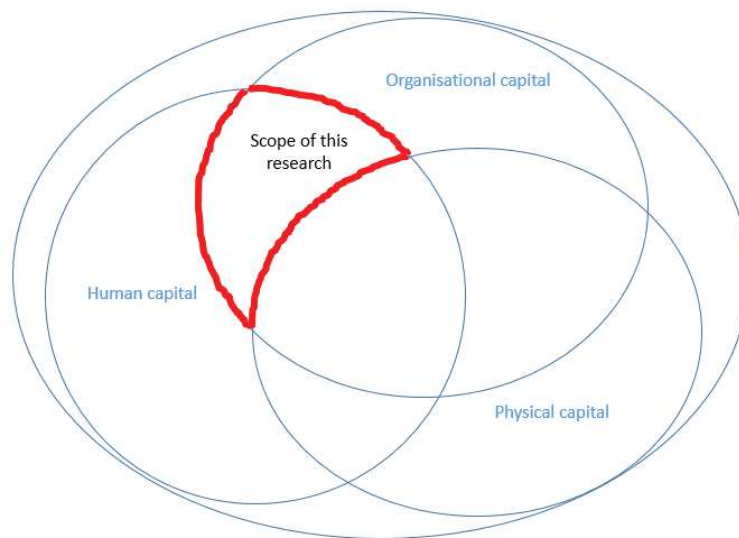 Organisational capital
Scope of this
research
Human capital
Physical capital